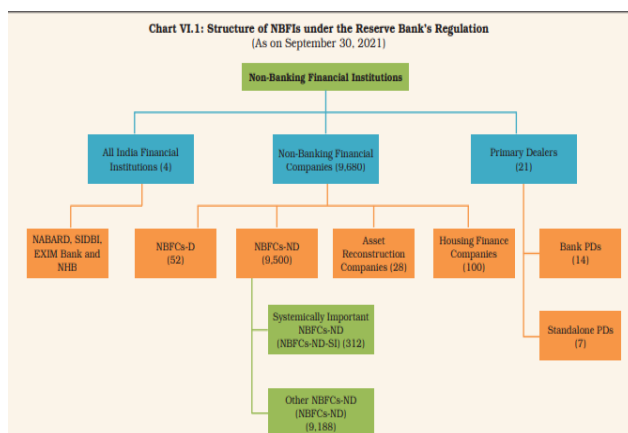 Chart VI.1: Structure of NBFIs under the Reserve Bank's Regulation
(As on September 30, 2021)
Non-Banking Financial Institutions
All India Financial
Institutions (4)
Non-Banking Financial
Companies (9,680)
Primary Dealers
(21)
NABARD, SIDBI,
EXIM Bank and
NHB
NBFCs-D
(52)
NBFCs-ND
(9,500)
Asset
Reconstruction
Companies (28)
Housing Finance
Companies
(100)
Bank PDs
(14)
Systemically Important
NBFCs-ND
(NBFCs-ND-SI) (312)
Standalone PDs
(7)
Other NBFCs-ND
(NBFCs-ND)
(9,188)